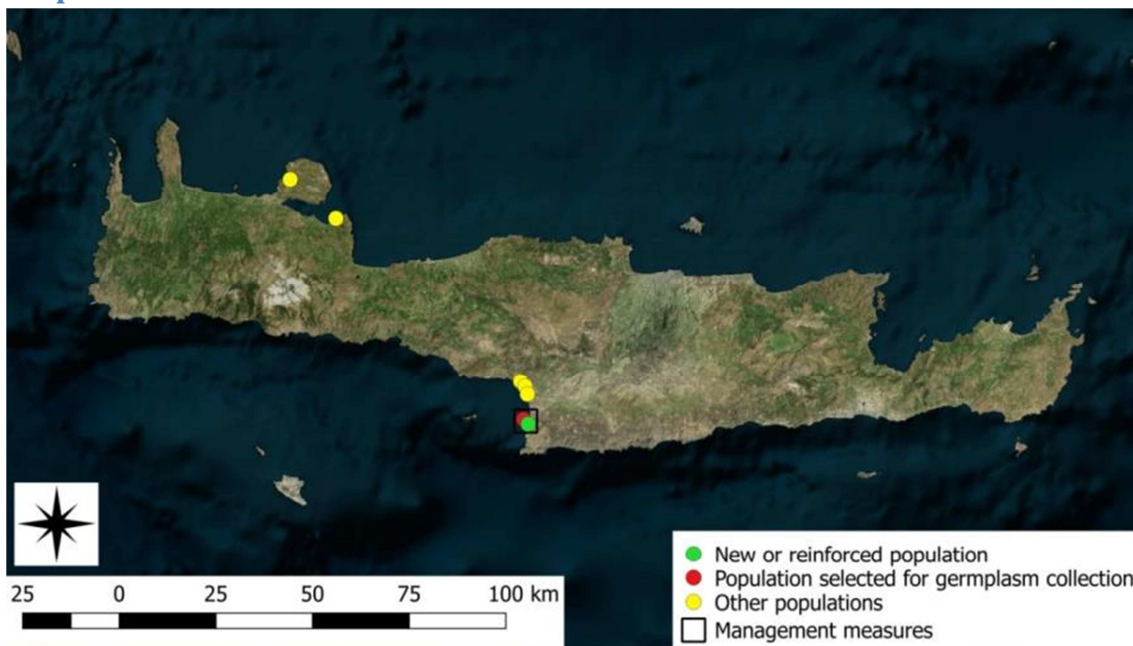 New or reinforced population
Population selected for germplasm collection
Other populations
Management measures
25 0 25 50 75 100 km